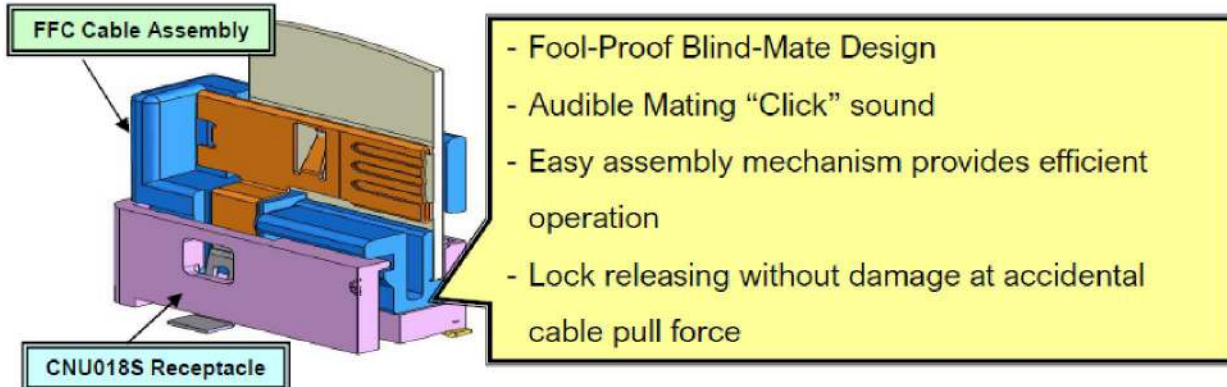 FFC Cable Assembly
- Fool-Proof Blind-Mate Design
- Audible Mating “Click” sound
- Easy assembly mechanism provides efficient
operation
- Lock releasing without damage at accidental
cable pull force
CNU018S Receptacle